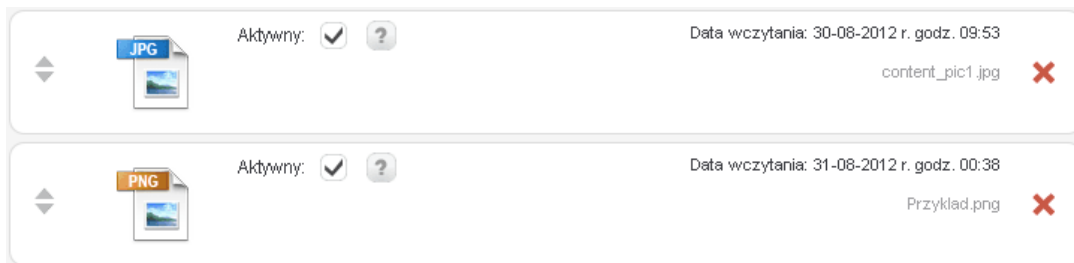 JPG
Aktywny: ?
Data wczytania: 30-08-2012 r. godz. 09:53
content_pic1.jpg
PNG
Aktywny: ?
Data wczytania: 31-08-2012 r. godz. 00:38
Przyklad.png